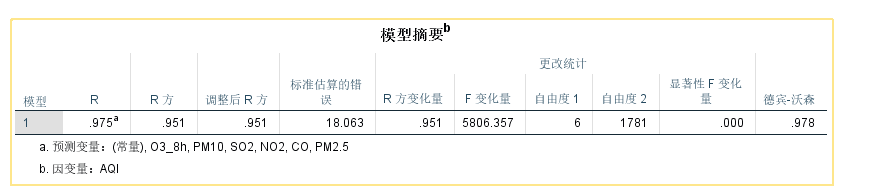 模型摘要b
更改统计
模型 R R 方 调整后 R 方 标准估算的错误 R 方变化量 F 变化量 自由度 1 自由度 2 显著性 F 变化量 德宾-沃森
1 .975a .951 .951 18.063 .951 5806.357 6 1781 .000 .978
a. 预测变量：(常量), O3_8h, PM10, SO2, NO2, CO, PM2.5
b. 因变量：AQI